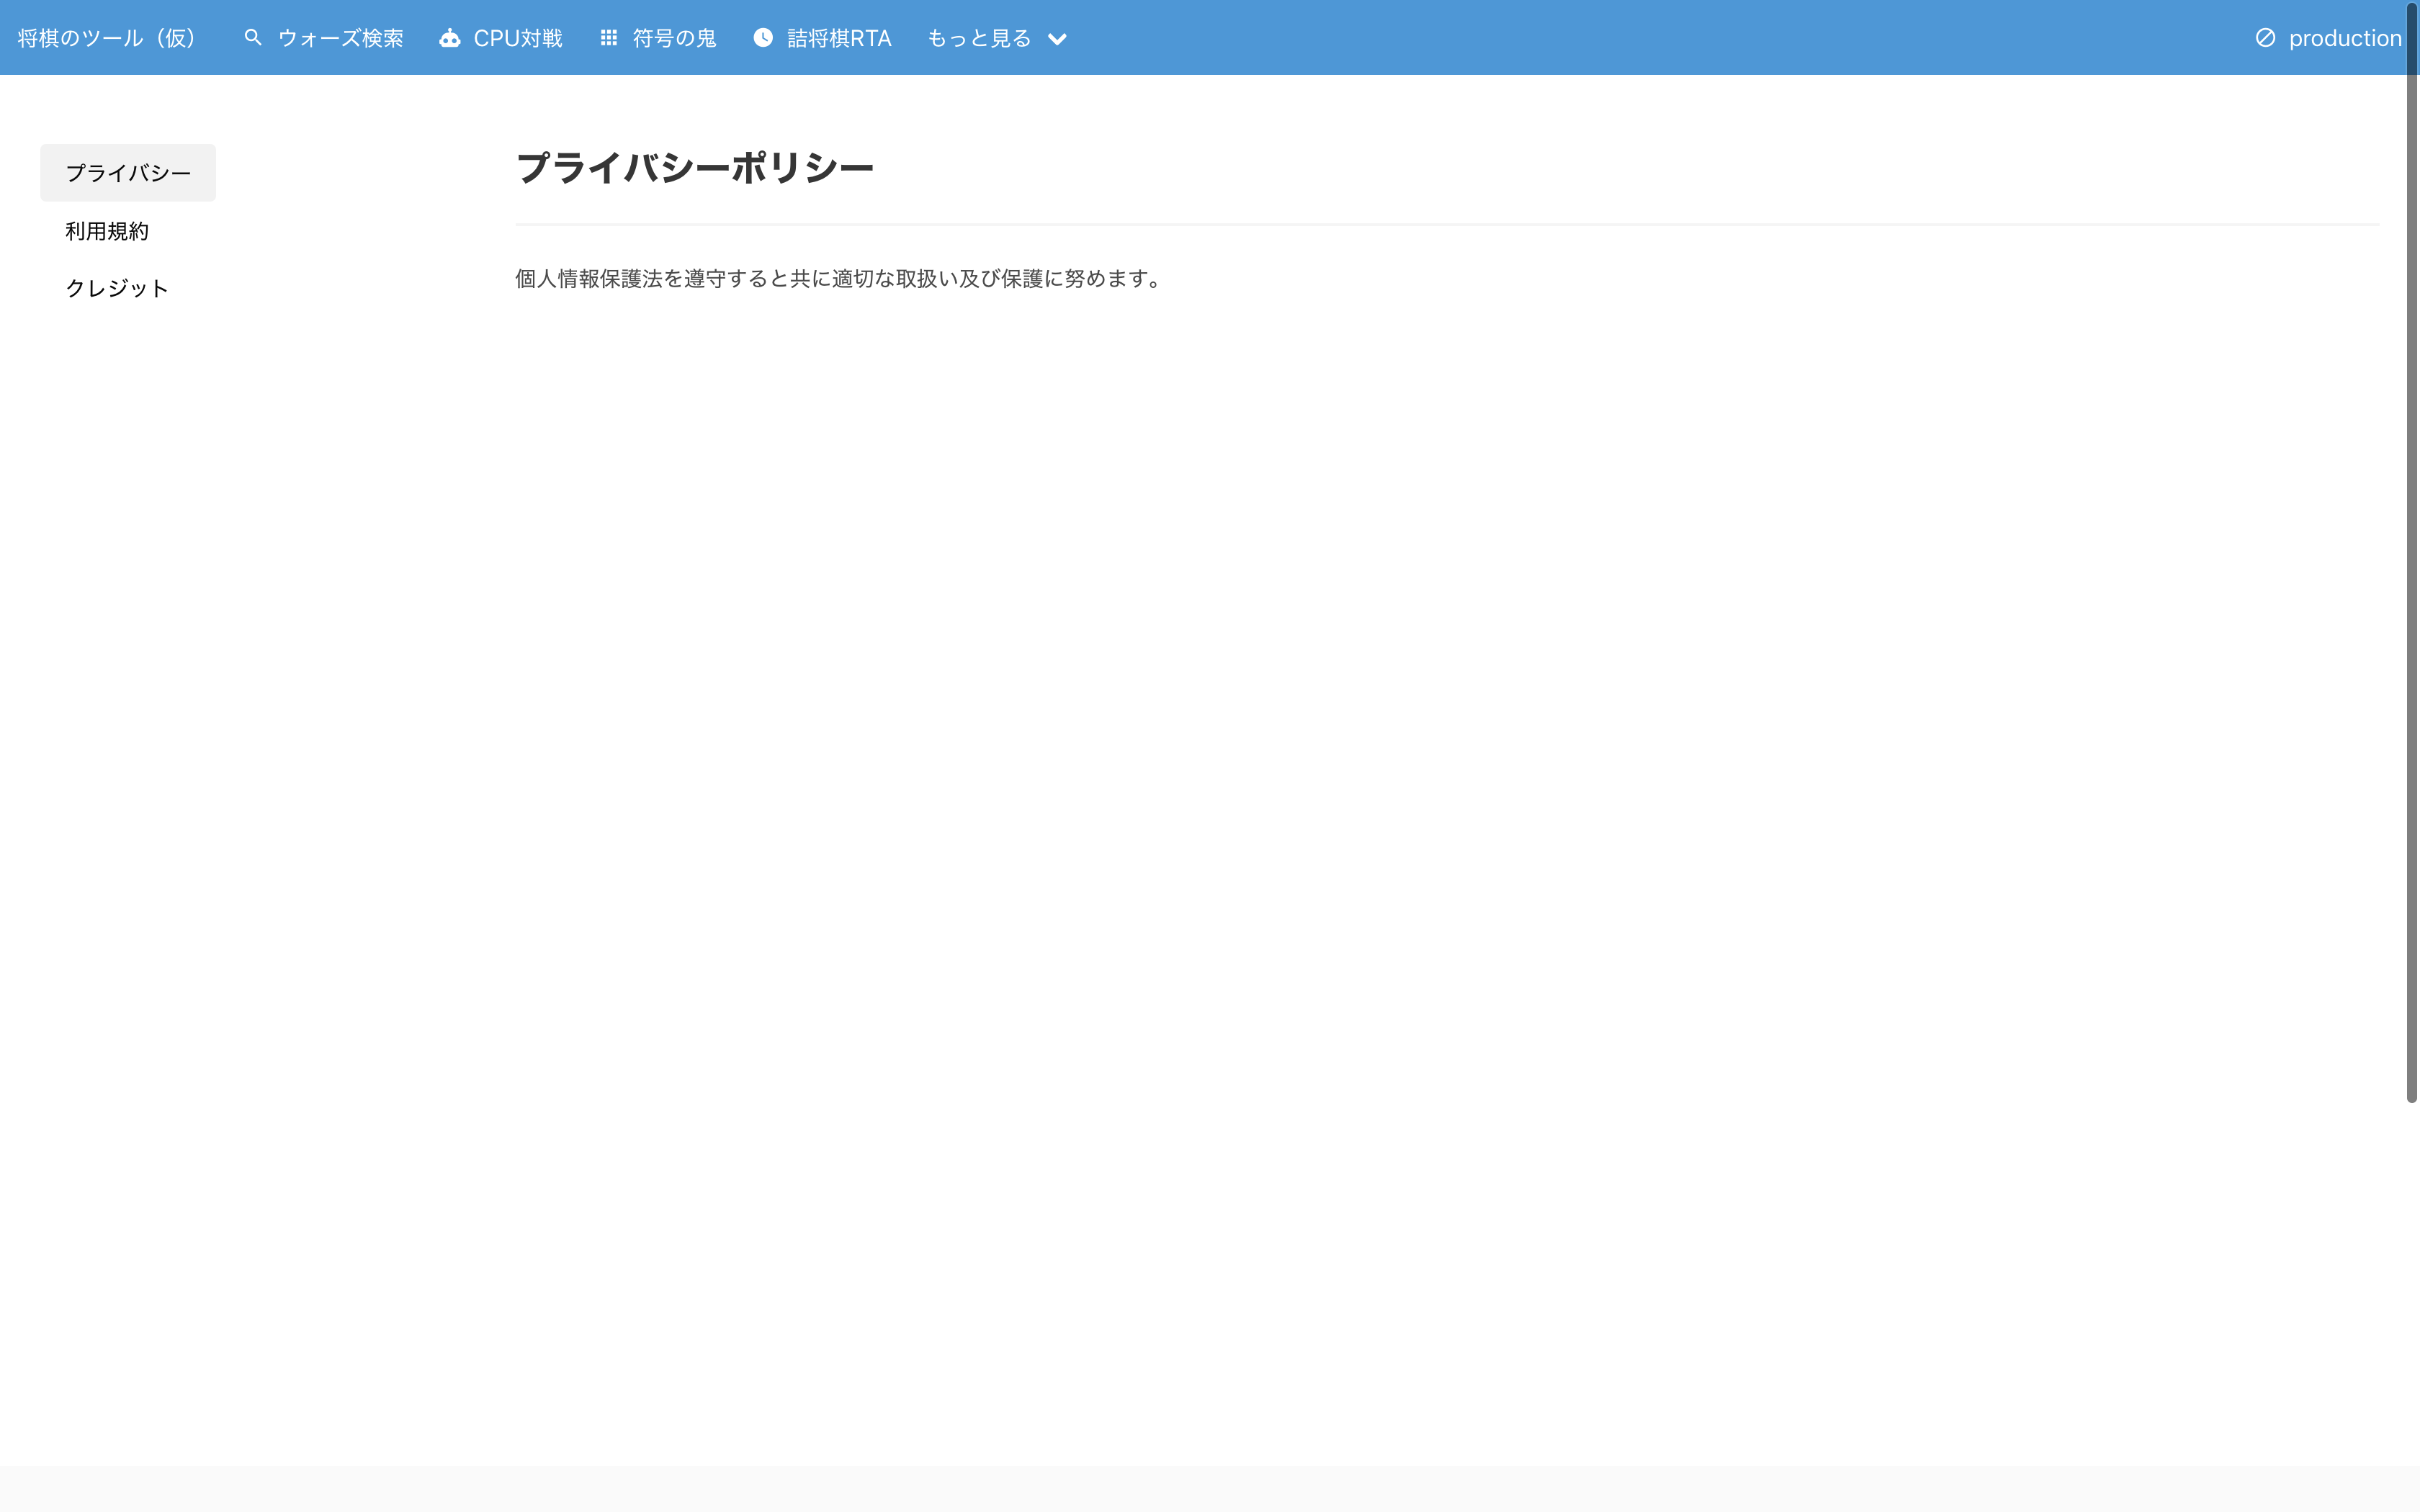 将棋のツール（仮） ウォーズ検索 CPU対戦 符号の鬼 詰将棋RTA もっと見る production
プライバシー
利用規約
クレジット
プライバシーポリシー
個人情報保護法を遵守すると共に適切な取扱い及び保護に努めます。